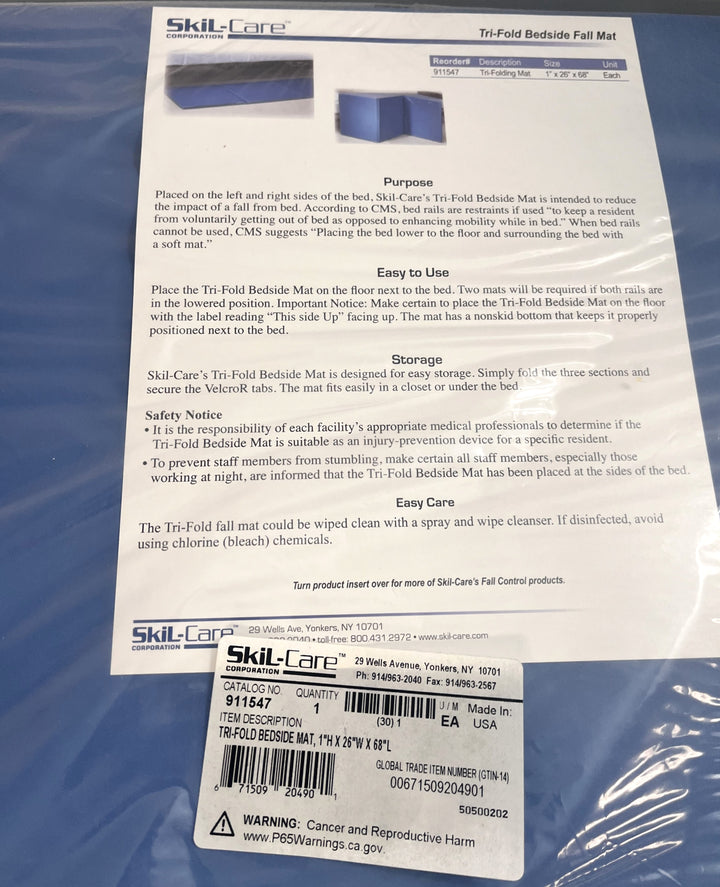 SKiL-Care™
CORPORATION
Tri-Fold Bedside Fall Mat
Reorder# Description Size Unit
911547 Tri-Folding Mat 1" x 26" x 68" Each
Purpose
Placed on the left and right sides of the bed, Skil-Care's Tri-Fold Bedside Mat is intended to reduce
the impact of a fall from bed. According to CMS, bed rails are restraints if used “to keep a resident
from voluntarily getting out of bed as opposed to enhancing mobility while in bed.” When bed rails
cannot be used, CMS suggests “Placing the bed lower to the floor and surrounding the bed with
a soft mat.”
Easy to Use
Place the Tri-Fold Bedside Mat on the floor next to the bed. Two mats will be required if both rails are
in the lowered position. Important Notice: Make certain to place the Tri-Fold Bedside Mat on the floor
with the label reading “This side Up” facing up. The mat has a nonskid bottom that keeps it properly
positioned next to the bed.
Storage
Skil-Care's Tri-Fold Bedside Mat is designed for easy storage. Simply fold the three sections and
secure the VelcroR tabs. The mat fits easily in a closet or under the bed.
Safety Notice
• It is the responsibility of each facility's appropriate medical professionals to determine if the
Tri-Fold Bedside Mat is suitable as an injury-prevention device for a specific resident.
• To prevent staff members from stumbling, make certain all staff members, especially those
working at night, are informed that the Tri-Fold Bedside Mat has been placed at the sides of the bed.
Easy Care
The Tri-Fold fall mat could be wiped clean with a spray and wipe cleanser. If disinfected, avoid
using chlorine (bleach) chemicals.
Turn product insert over for more of Skil-Care's Fall Control products.
SKiL-Care™
CORPORATION
29 Wells Ave, Yonkers, NY 10701
• toll-free: 800.431.2972 • www.skil-care.com
SKiL-Care™
CORPORATION
29 Wells Avenue, Yonkers, NY 10701
Ph: 914/963-2040 Fax: 914/963-2567
CATALOG NO. QUANTITY U / M Made In:
911547 1 (30) 1 EA USA
ITEM DESCRIPTION
TRI-FOLD BEDSIDE MAT, 1"H X 26"W X 68"L
GLOBAL TRADE ITEM NUMBER (GTIN-14)
00671509204901
6 71509 20490 1
50500202
WARNING: Cancer and Reproductive Harm
www.P65Warnings.ca.gov.